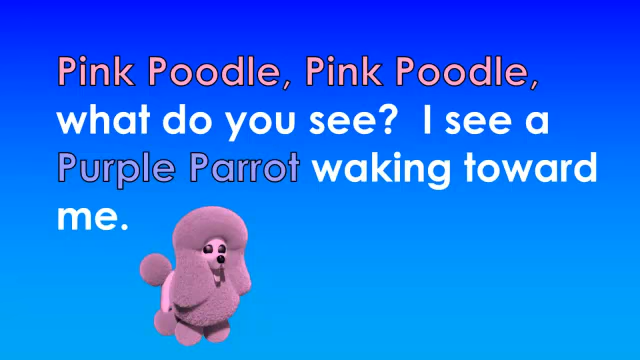 Pink Poodle, Pink Poodle,
what do you see?  I see a
Purple Parrot waking toward
me.